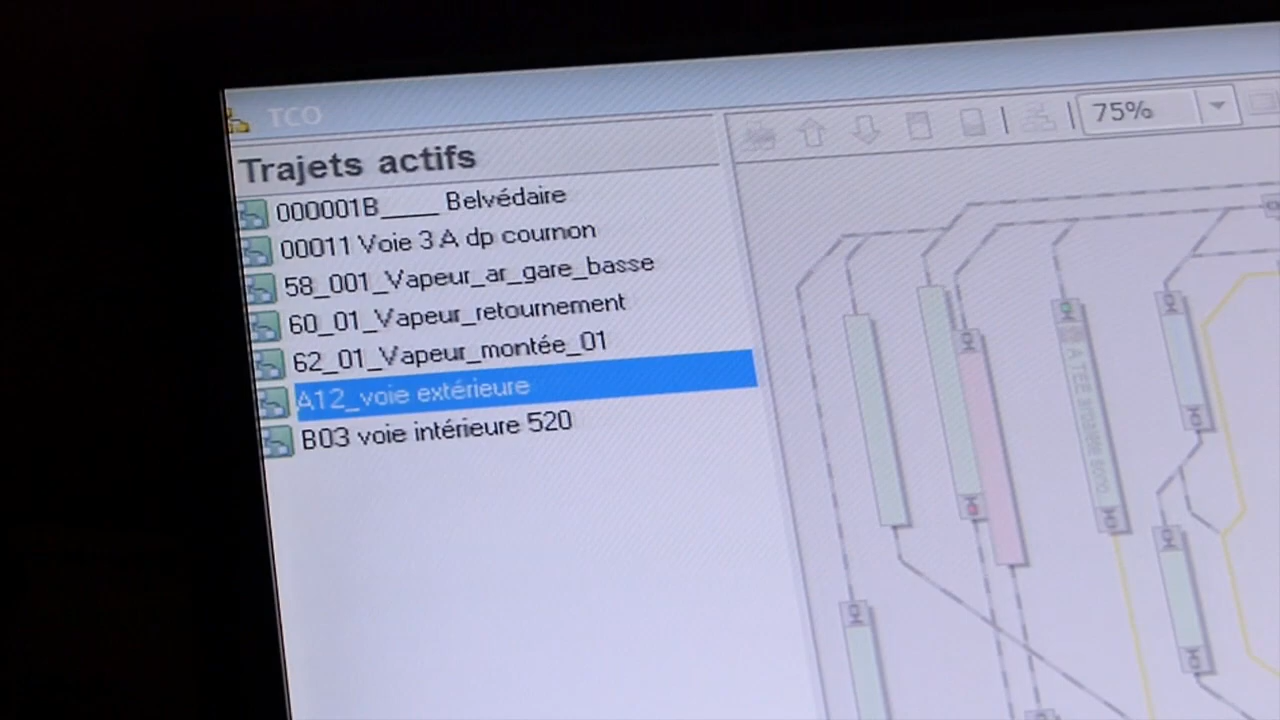 TCO
Trajets actifs
75%
000001B____ Belvédaire
00011 Voie 3 A dp cournon
58_001_Vapeur_ar_gare_basse
60_01_Vapeur_retournement
62_01_Vapeur_montée_01
A12_voie extérieure
B03 voie intérieure 520